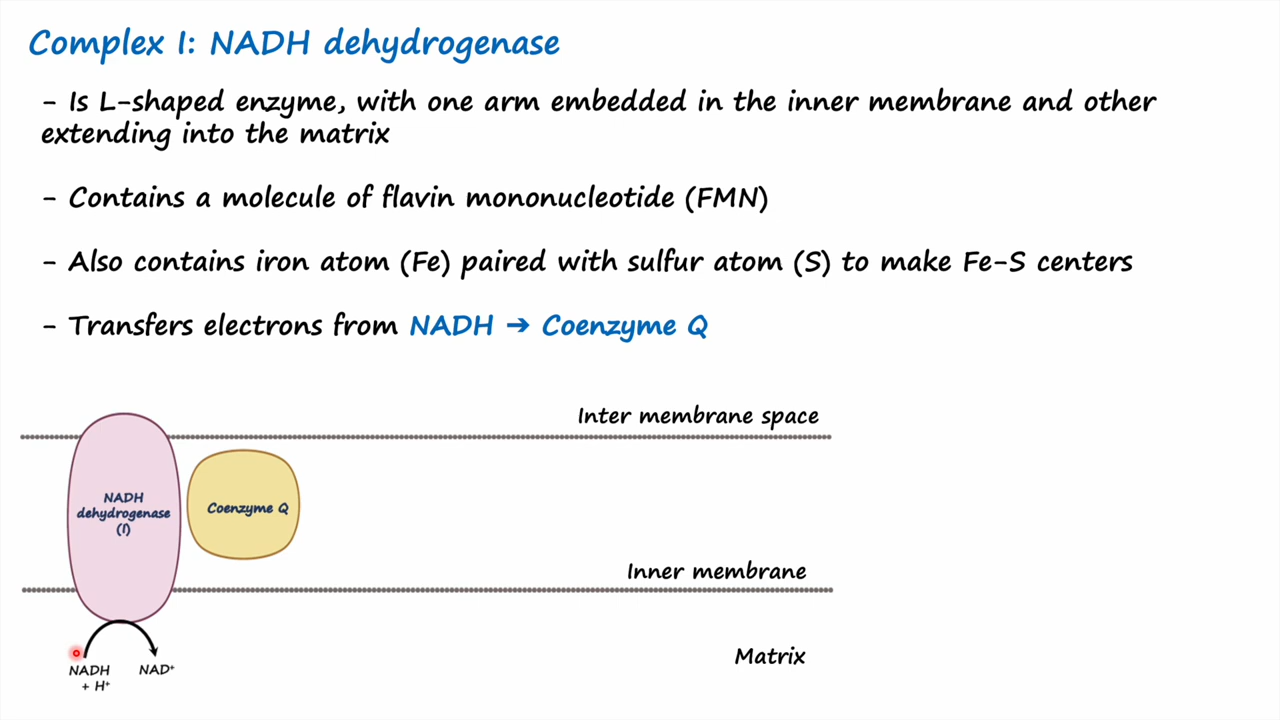 Complex I: NADH dehydrogenase
- Is L-shaped enzyme, with one arm embedded in the inner membrane and other
extending into the matrix
- Contains a molecule of flavin mononucleotide (FMN)
- Also contains iron atom (Fe) paired with sulfur atom (S) to make Fe-S centers
- Transfers electrons from NADH ➔ Coenzyme Q
Inter membrane space
NADH
dehydrogenase
(I)
Coenzyme Q
Inner membrane
Matrix
NADH
+ H⁺
NAD⁺